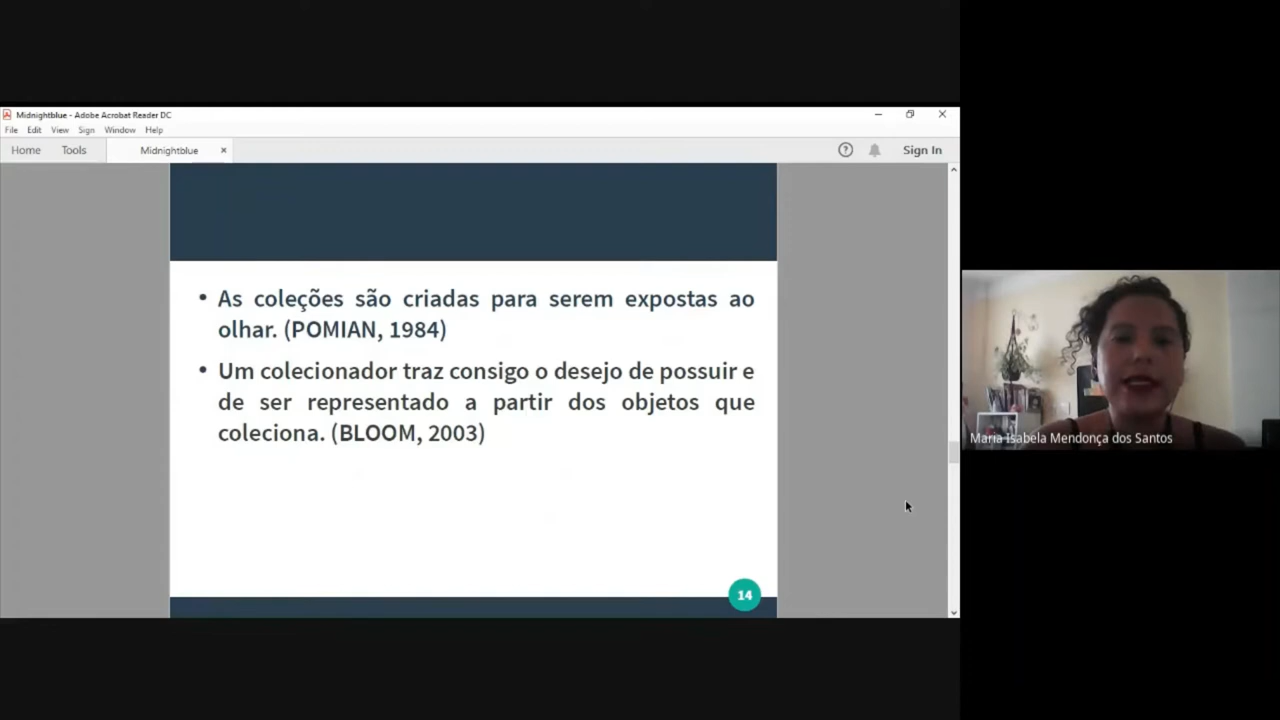 Midnightblue - Adobe Acrobat Reader DC
File Edit View Sign Window Help
Home Tools Midnightblue × ? Sign In
• As coleções são criadas para serem expostas ao
olhar. (POMIAN, 1984)
• Um colecionador traz consigo o desejo de possuir e
de ser representado a partir dos objetos que
coleciona. (BLOOM, 2003)
14
Maria Isabela Mendonça dos Santos